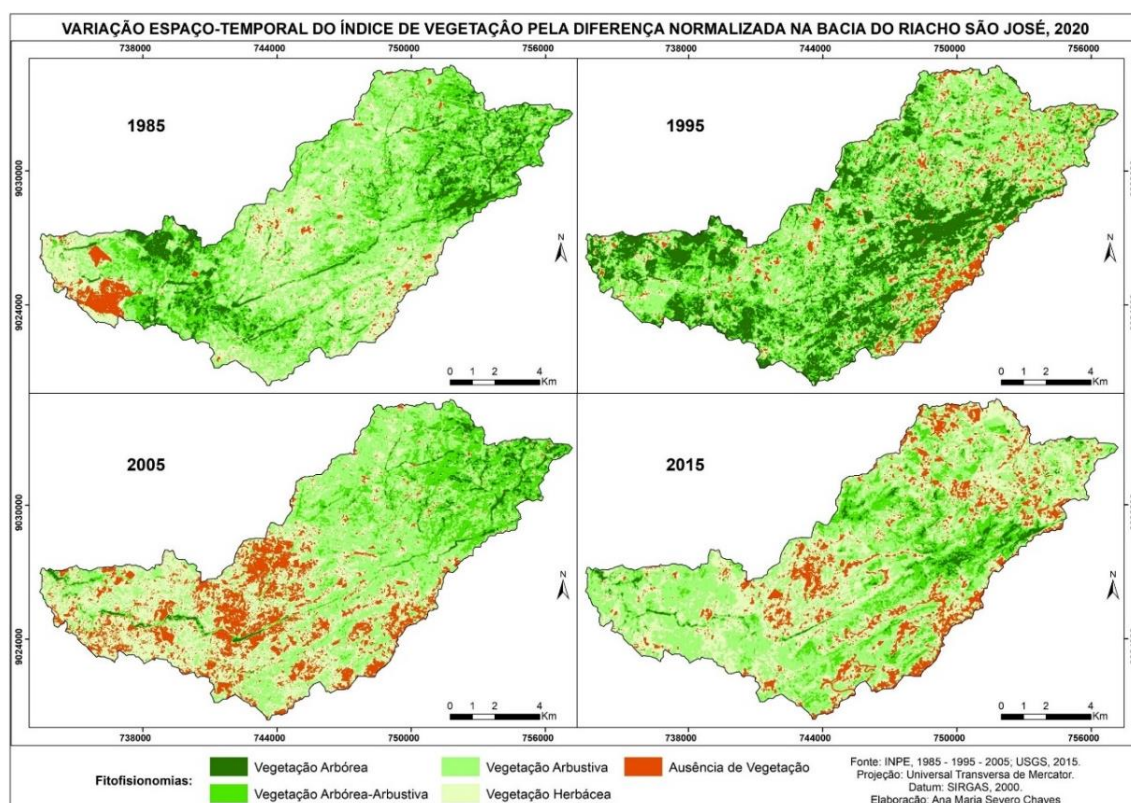 VARIAÇÃO ESPAÇO-TEMPORAL DO ÍNDICE DE VEGETAÇÂO PELA DIFERENÇA NORMALIZADA NA BACIA DO RIACHO SÃO JOSÉ, 2020
738000 744000 750000 756000 738000 744000 750000 756000
1985
1995
9030000
9024000
N
N
0 1 2 4
Km
0 1 2 4
Km
2005
2015
9030000
9024000
N
N
0 1 2 4
Km
0 1 2 4
Km
738000 744000 750000 756000 738000 744000 750000 756000
Fitofisionomias:
Vegetação Arbórea
Vegetação Arbustiva
Ausência de Vegetação
Vegetação Arbórea-Arbustiva
Vegetação Herbácea
Fonte: INPE, 1985 - 1995 - 2005; USGS, 2015.
Projeção: Universal Transversa de Mercator.
Datum: SIRGAS, 2000.
Elaboração: Ana Maria Severo Chaves